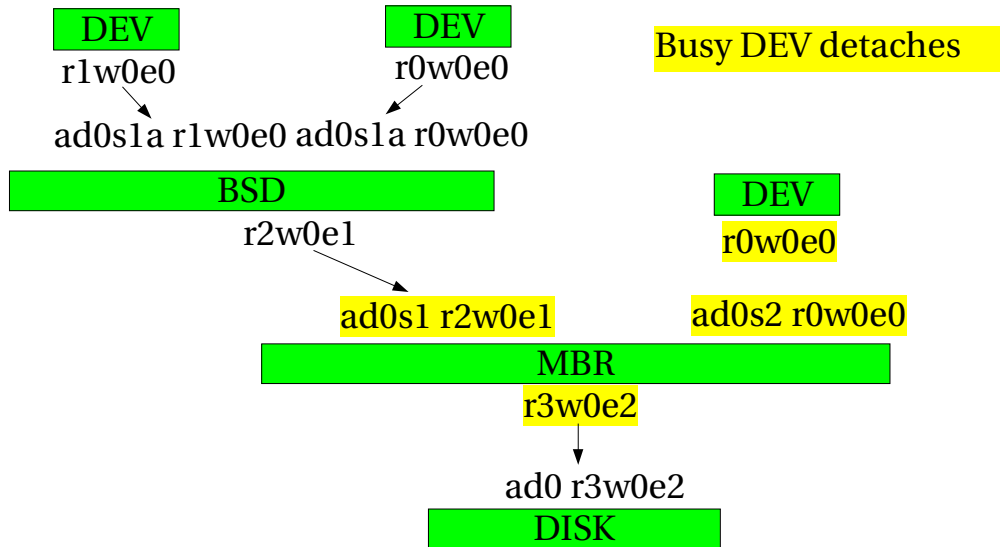 DEV
DEV
Busy DEV detaches
r1w0e0
r0w0e0
ad0s1a r1w0e0 ad0s1a r0w0e0
BSD
DEV
r2w0e1
r0w0e0
ad0s1 r2w0e1
ad0s2 r0w0e0
MBR
r3w0e2
ad0 r3w0e2
DISK